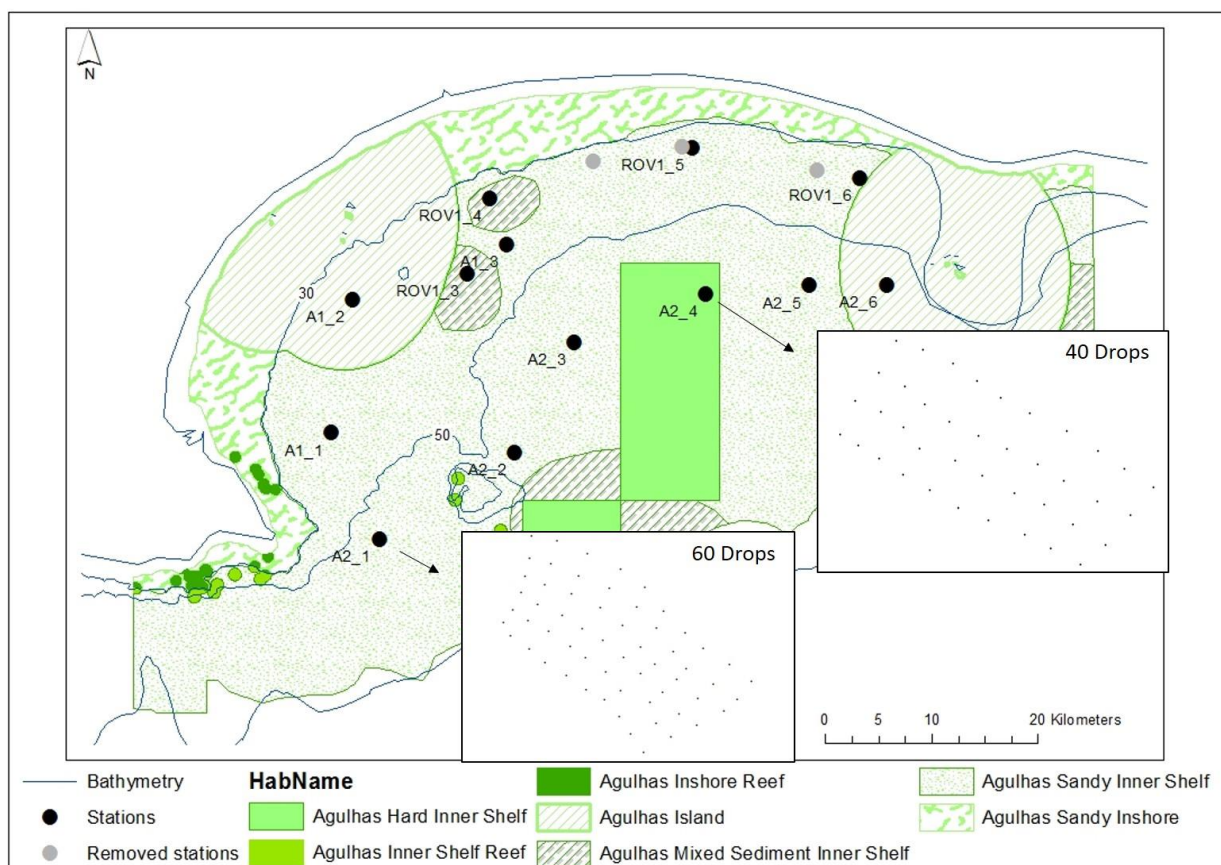 N
ROV1_5
ROV1_6
ROV1_4
A1_3
ROV1_3
30
A1_2
A2_4
A2_5
A2_6
A2_3
40 Drops
A1_1
50
A2_2
A2_1
60 Drops
0 5 10 20 Kilometers
Bathymetry
Stations
Removed stations
HabName
Agulhas Hard Inner Shelf
Agulhas Inner Shelf Reef
Agulhas Inshore Reef
Agulhas Island
Agulhas Mixed Sediment Inner Shelf
Agulhas Sandy Inner Shelf
Agulhas Sandy Inshore